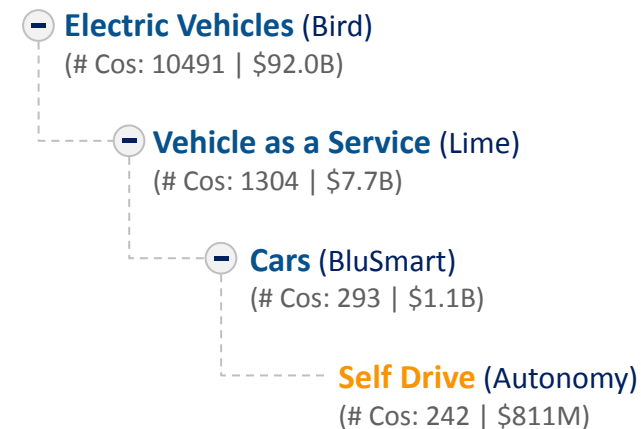 Electric Vehicles (Bird)
(# Cos: 10491 | $92.0B)
Vehicle as a Service (Lime)
(# Cos: 1304 | $7.7B)
Cars (BluSmart)
(# Cos: 293 | $1.1B)
Self Drive (Autonomy)
(# Cos: 242 | $811M)